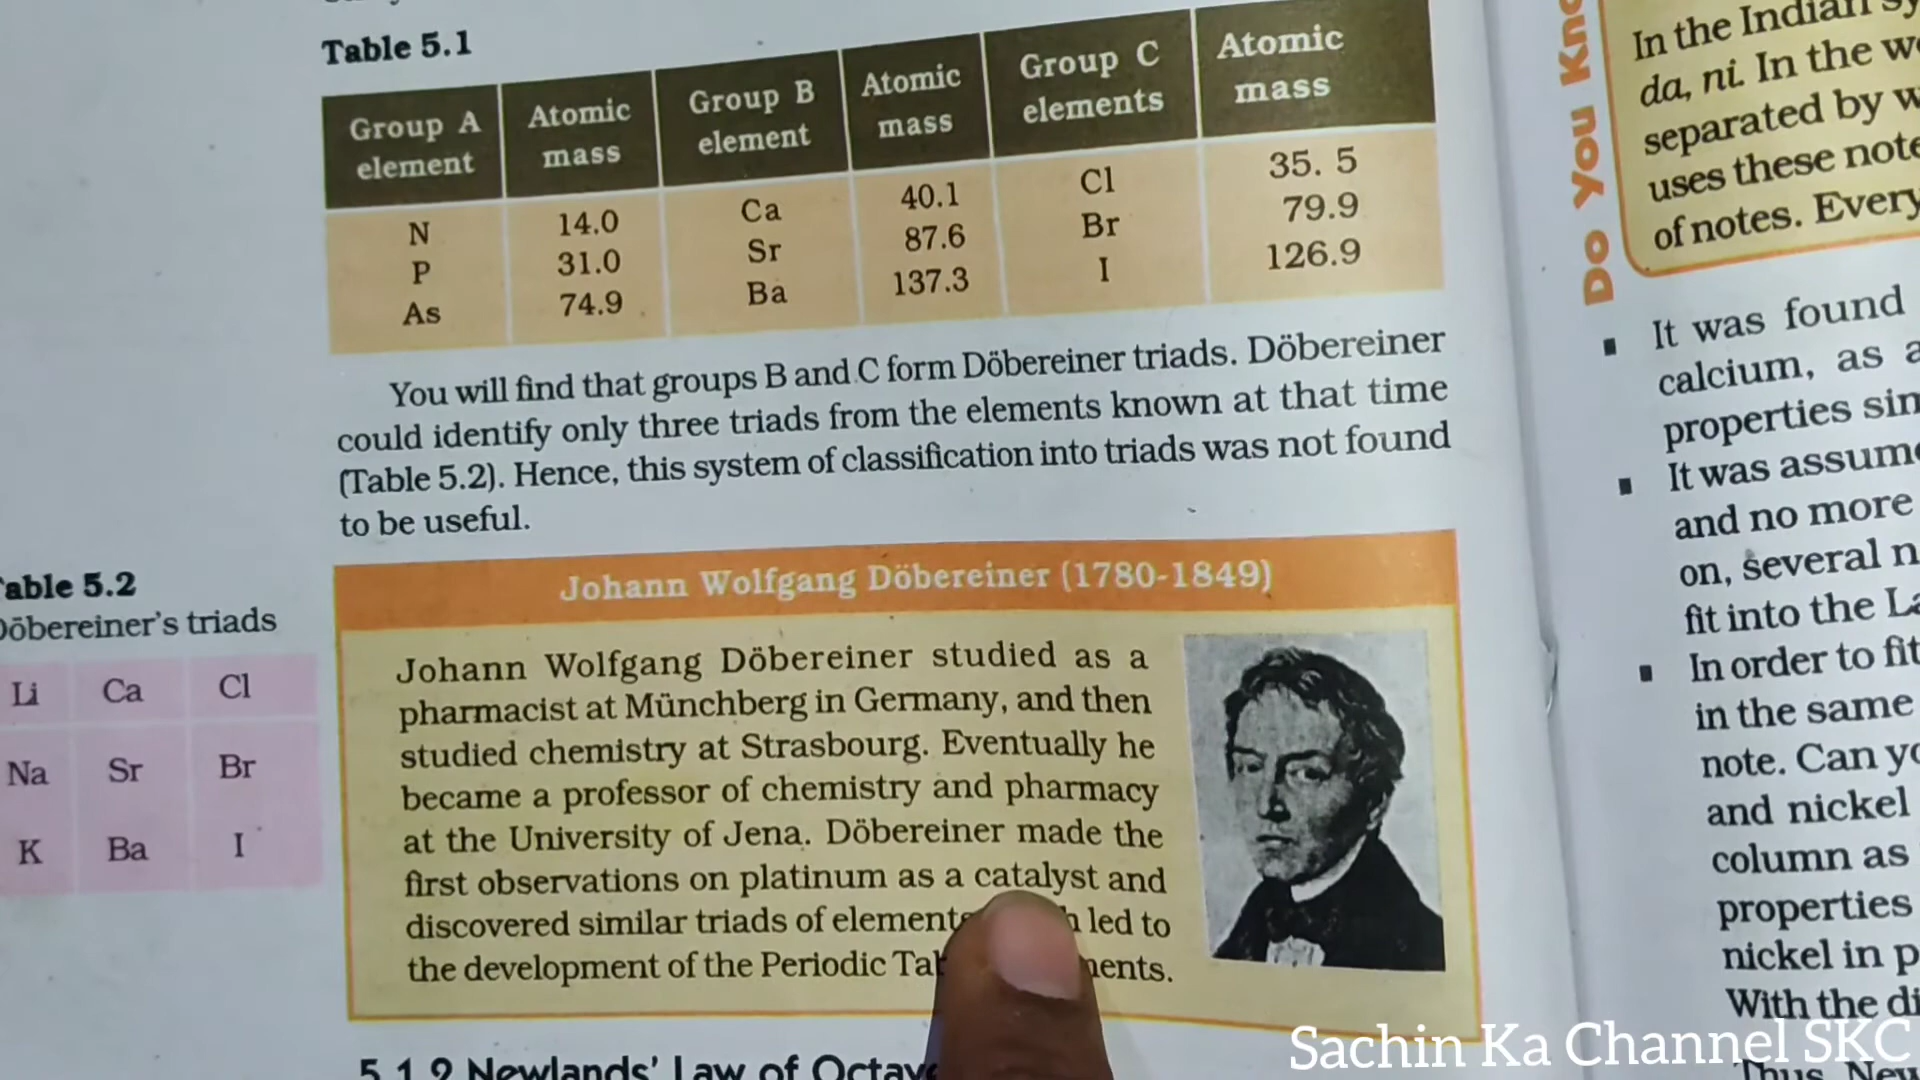 Table 5.1
Group A element
Atomic mass
Group B element
Atomic mass
Group C elements
Atomic mass
N 14.0 Ca 40.1 Cl 35. 5
P 31.0 Sr 87.6 Br 79.9
As 74.9 Ba 137.3 I 126.9
You will find that groups B and C form Döbereiner triads. Döbereiner
could identify only three triads from the elements known at that time
(Table 5.2). Hence, this system of classification into triads was not found
to be useful.
able 5.2
Döbereiner's triads
Li Ca Cl
Na Sr Br
K Ba I
Johann Wolfgang Döbereiner (1780-1849)
Johann Wolfgang Döbereiner studied as a
pharmacist at Münchberg in Germany, and then
studied chemistry at Strasbourg. Eventually he
became a professor of chemistry and pharmacy
at the University of Jena. Döbereiner made the
first observations on platinum as a catalyst and
discovered similar triads of elements led to
the development of the Periodic
5.1.2 Newlands' Law of
Do You
In the Indian
da, ni. In the
separated by
uses these
of notes. Every
It was found
calcium, as
properties
It was
and no more
on, several
fit into the
In order to fit
in the same
note. Can
and nickel
column as
properties
nickel in
With the
Thus
Sachin Ka Channel SKC